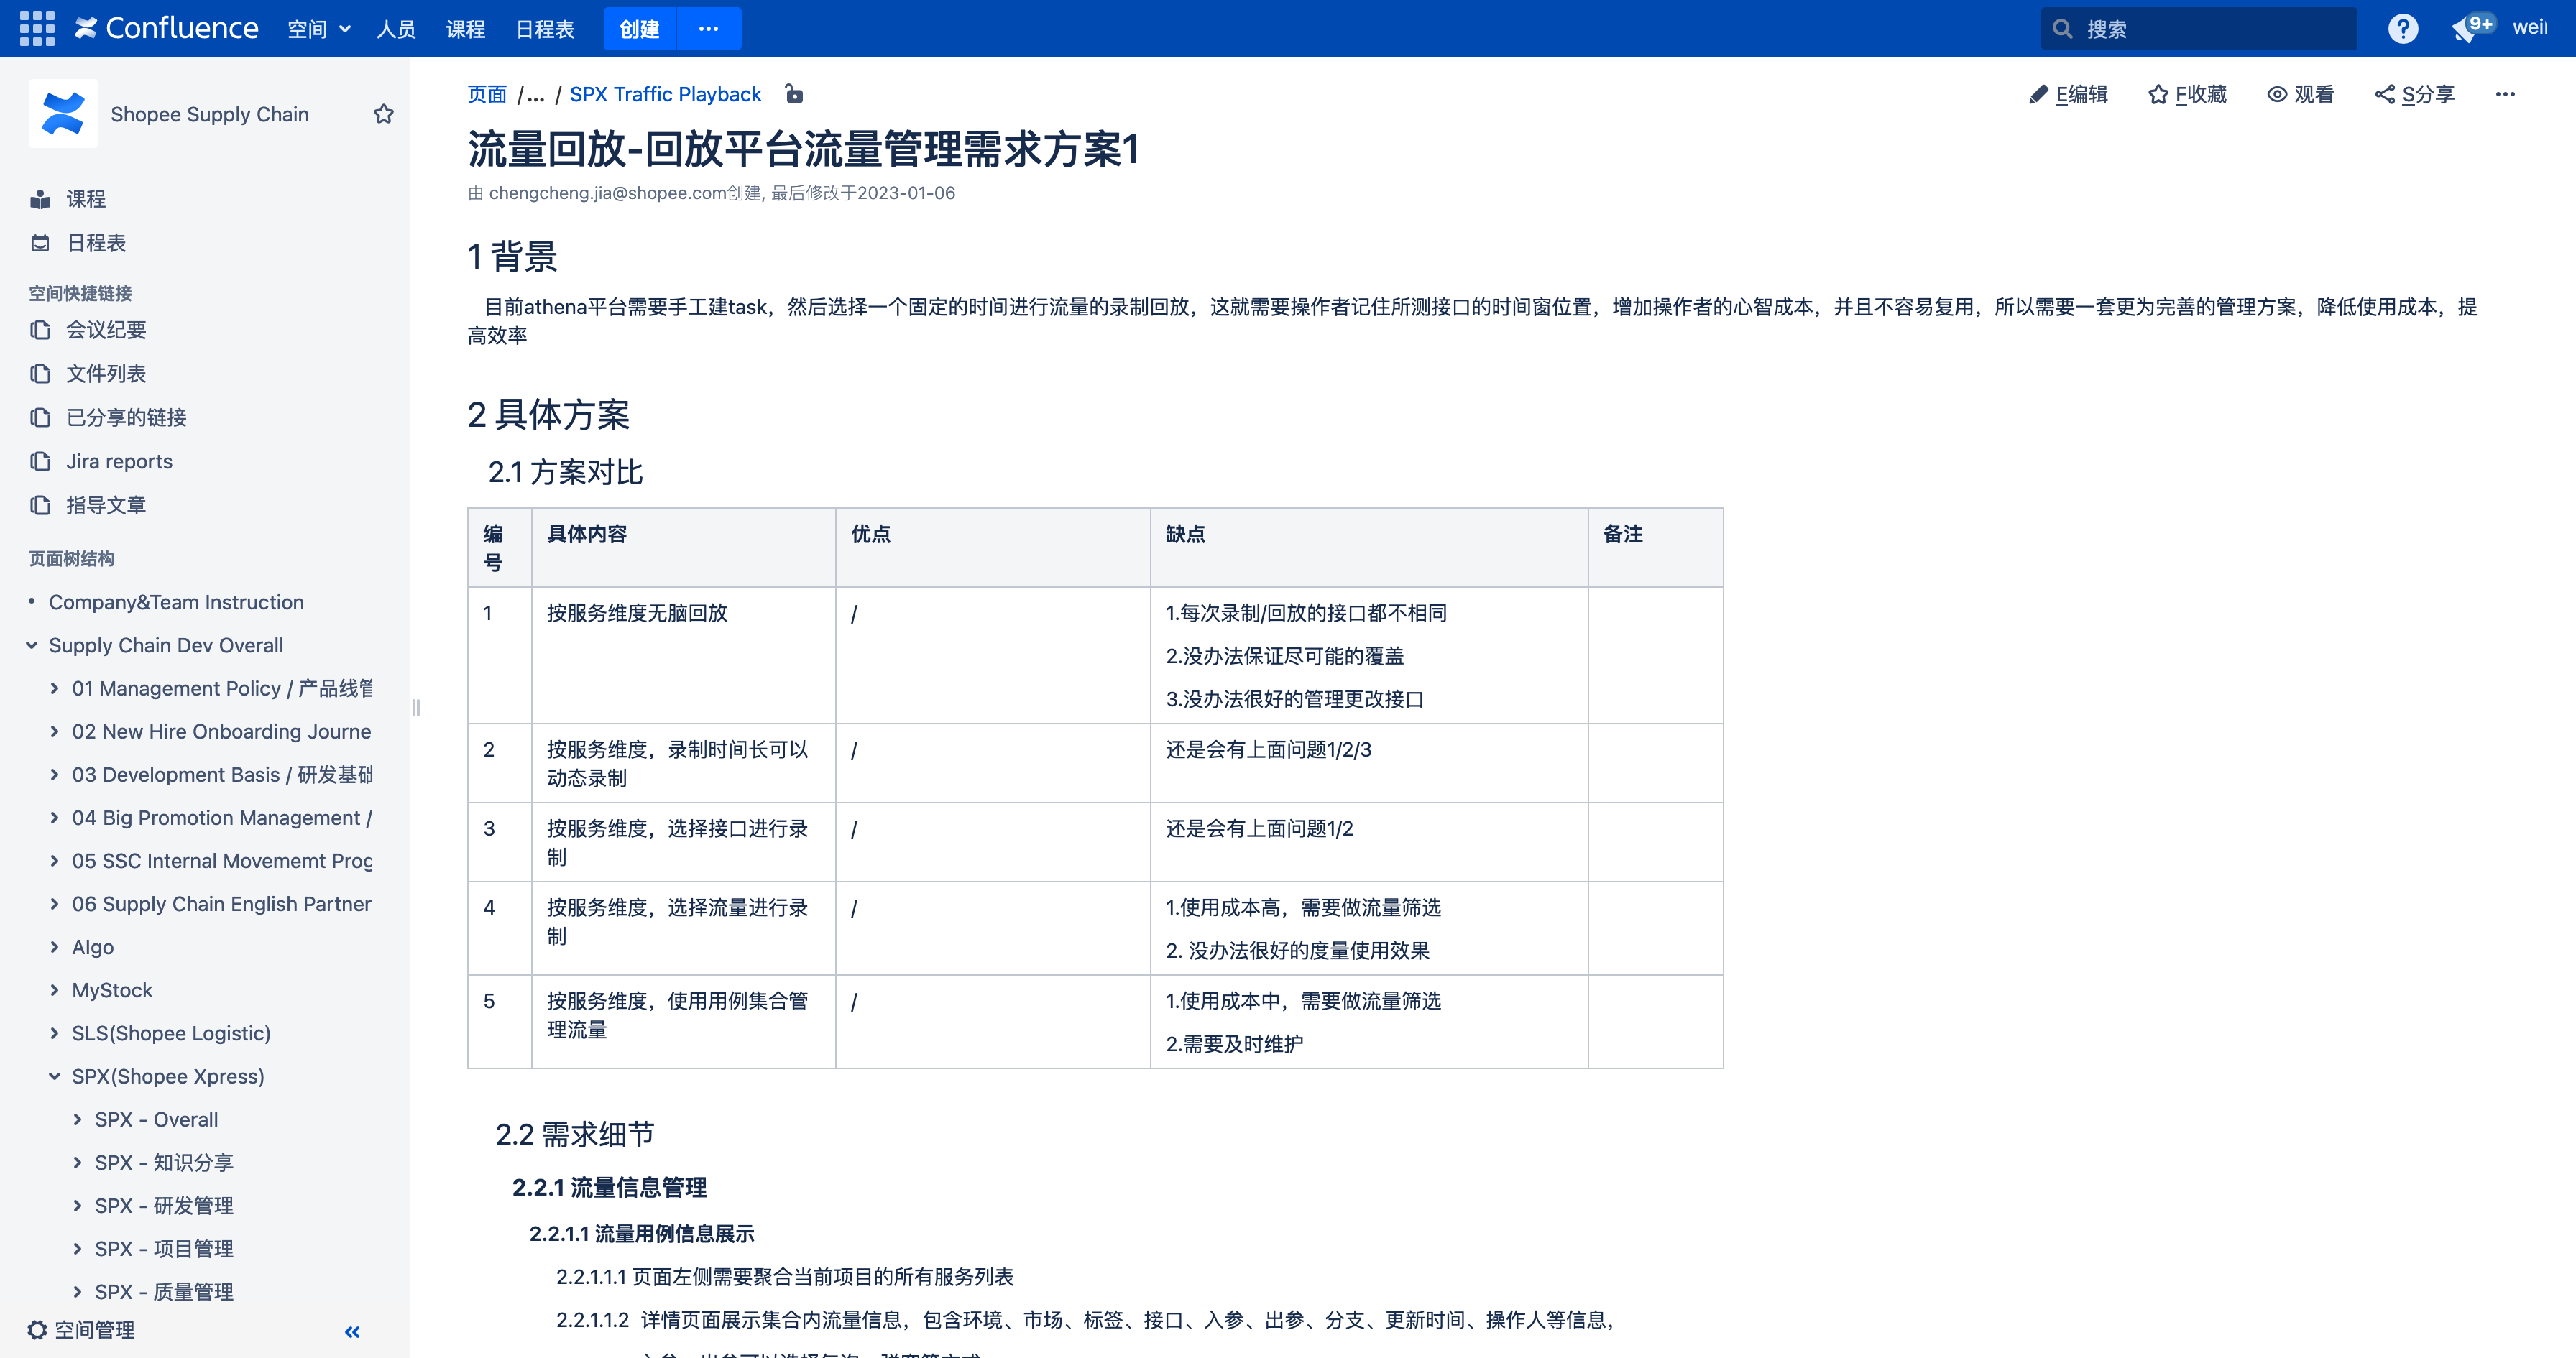 Confluence 空间 人员 课程 日程表 创建 ··· 搜索 9+ wei
Shopee Supply Chain
课程
日程表
空间快捷链接
会议纪要
文件列表
已分享的链接
Jira reports
指导文章
页面树结构
• Company&Team Instruction
Supply Chain Dev Overall
01 Management Policy / 产品线管
02 New Hire Onboarding Journe
03 Development Basis / 研发基础
04 Big Promotion Management /
05 SSC Internal Movememt Prog
06 Supply Chain English Partner
Algo
MyStock
SLS(Shopee Logistic)
SPX(Shopee Xpress)
SPX - Overall
SPX - 知识分享
SPX - 研发管理
SPX - 项目管理
SPX - 质量管理
空间管理
页面 /... / SPX Traffic Playback
E编辑 F收藏 观看 S分享 ···
流量回放-回放平台流量管理需求方案1
由 chengcheng.jia@shopee.com创建, 最后修改于2023-01-06
1 背景
目前athena平台需要手工建task，然后选择一个固定的时间进行流量的录制回放，这就需要操作者记住所测接口的时间窗位置，增加操作者的心智成本，并且不容易复用，所以需要一套更为完善的管理方案，降低使用成本，提
高效率
2 具体方案
2.1 方案对比
编号 具体内容 优点 缺点 备注
1 按服务维度无脑回放 / 1.每次录制/回放的接口都不相同
2.没办法保证尽可能的覆盖
3.没办法很好的管理更改接口
2 按服务维度，录制时间长可以 / 还是会有上面问题1/2/3
动态录制
3 按服务维度，选择接口进行录 / 还是会有上面问题1/2
制
4 按服务维度，选择流量进行录 / 1.使用成本高，需要做流量筛选
制
2. 没办法很好的度量使用效果
5 按服务维度，使用用例集合管 / 1.使用成本中，需要做流量筛选
理流量
2.需要及时维护
2.2 需求细节
2.2.1 流量信息管理
2.2.1.1 流量用例信息展示
2.2.1.1.1 页面左侧需要聚合当前项目的所有服务列表
2.2.1.1.2 详情页面展示集合内流量信息，包含环境、市场、标签、接口、入参、出参、分支、更新时间、操作人等信息，